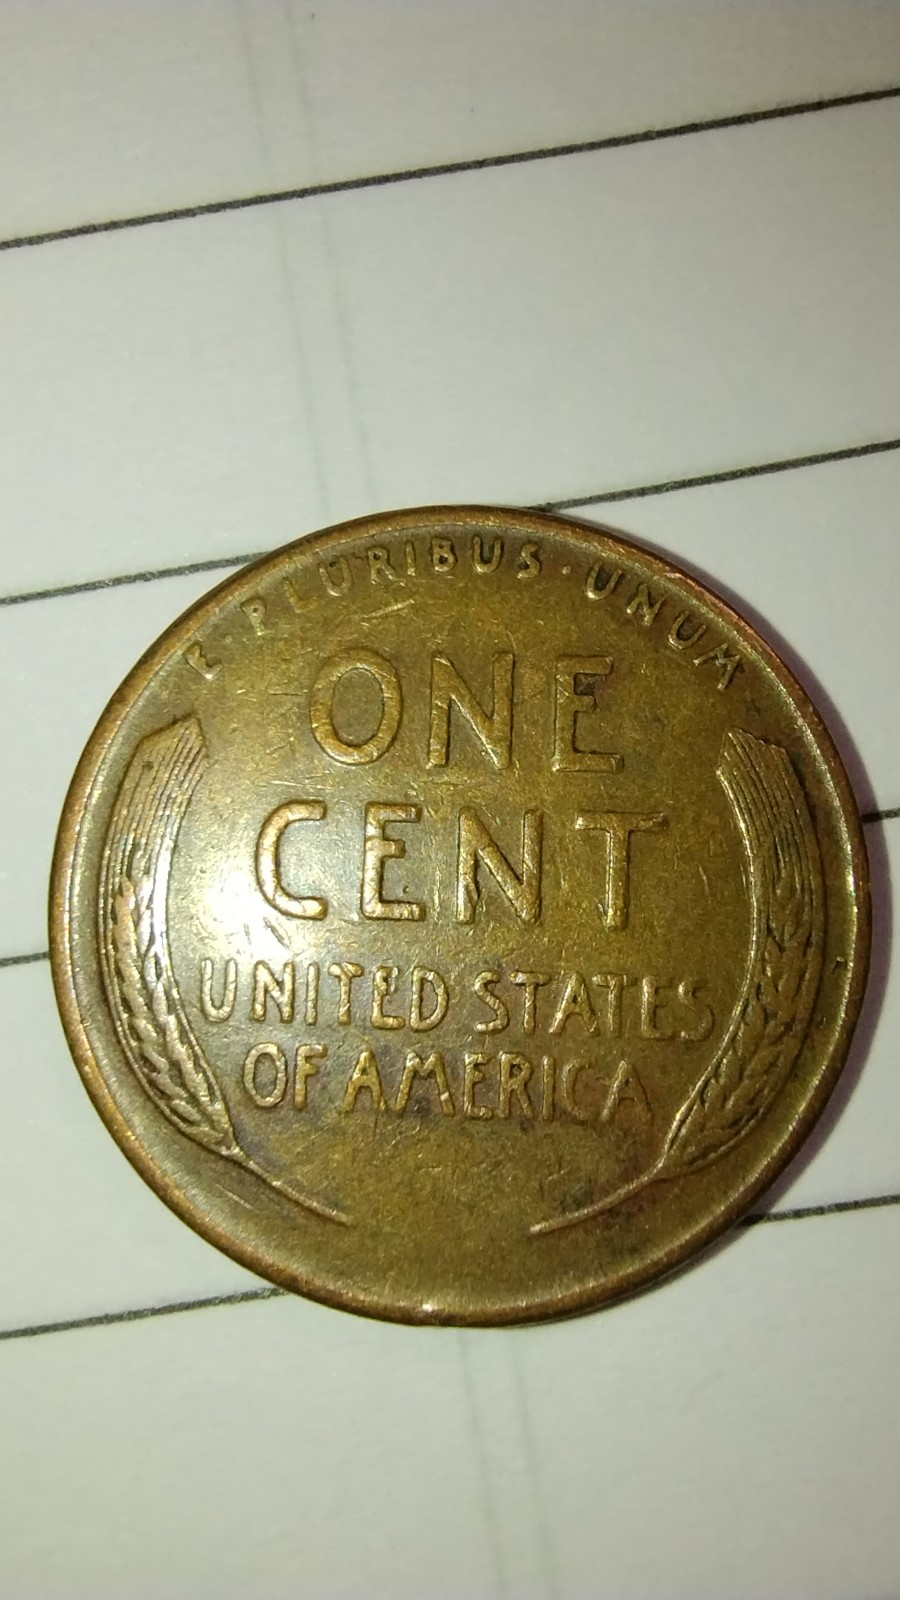 E·PLURIBUS·UNUM
ONE
CENT
UNITED STATES
OF AMERICA